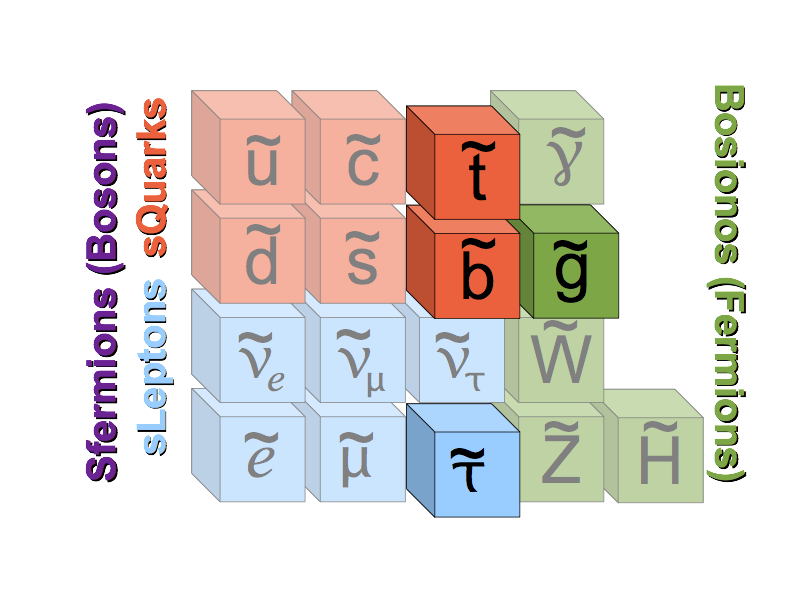 Sfermions (Bosons)
sLeptons sQuarks
ũ c̃ t̃ γ̃
d̃ s̃ b̃ g̃
ν̃e ν̃μ ν̃τ W̃
ẽ μ̃ τ̃ Z̃ H̃
Bosionos (Fermions)